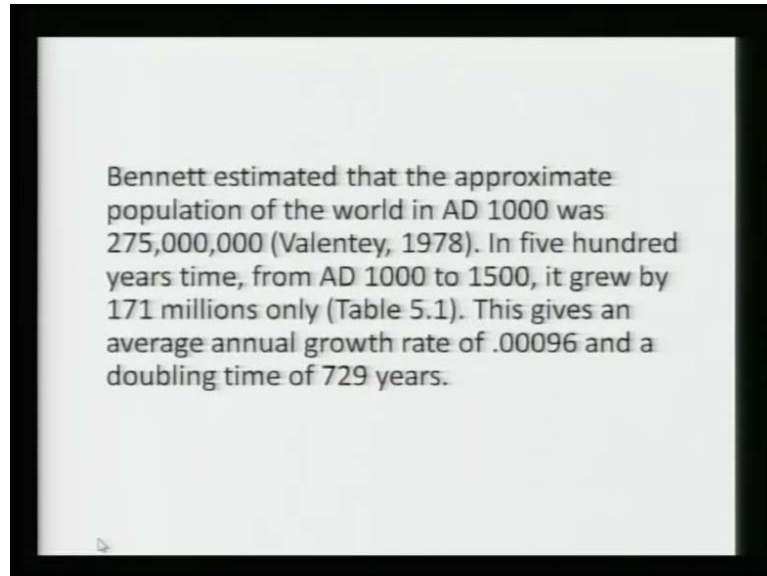 Bennett estimated that the approximate
population of the world in AD 1000 was
275,000,000 (Valentey, 1978). In five hundred
years time, from AD 1000 to 1500, it grew by
171 millions only (Table 5.1). This gives an
average annual growth rate of .00096 and a
doubling time of 729 years.